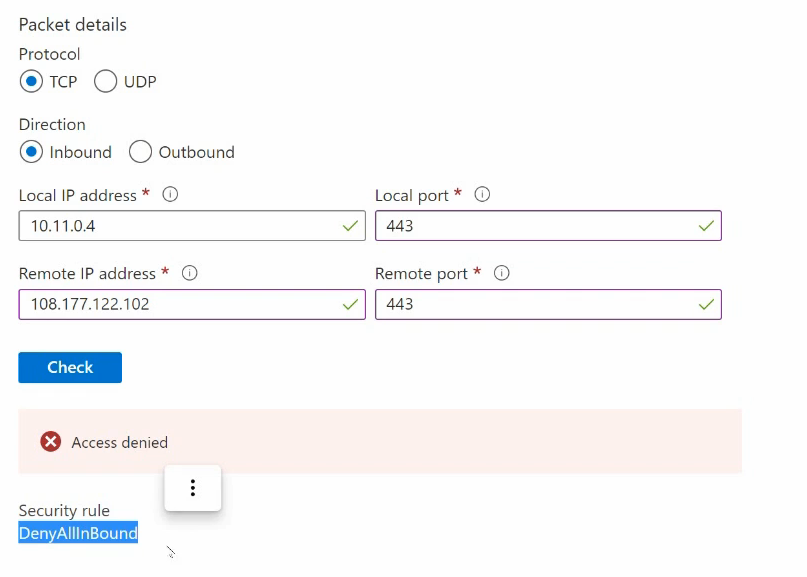 Packet details
Protocol
TCP UDP
Direction
Inbound Outbound
Local IP address * Local port *
10.11.0.4 443
Remote IP address * Remote port *
108.177.122.102 443
Check
Access denied
Security rule
DenyAllInBound